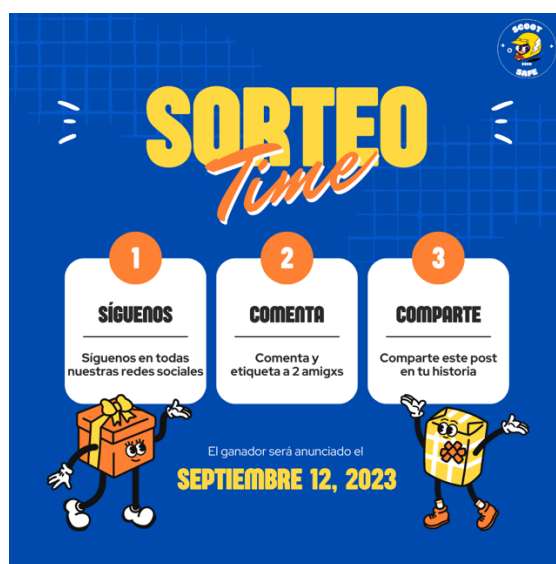 SCOOT
SAFE
SORTEO
Time
1
SÍGUENOS
Síguenos en todas
nuestras redes sociales
2
COMENTA
Comenta y
etiqueta a 2 amigxs
3
COMPARTE
Comparte este post
en tu historia
El ganador será anunciado el
SEPTIEMBRE 12, 2023